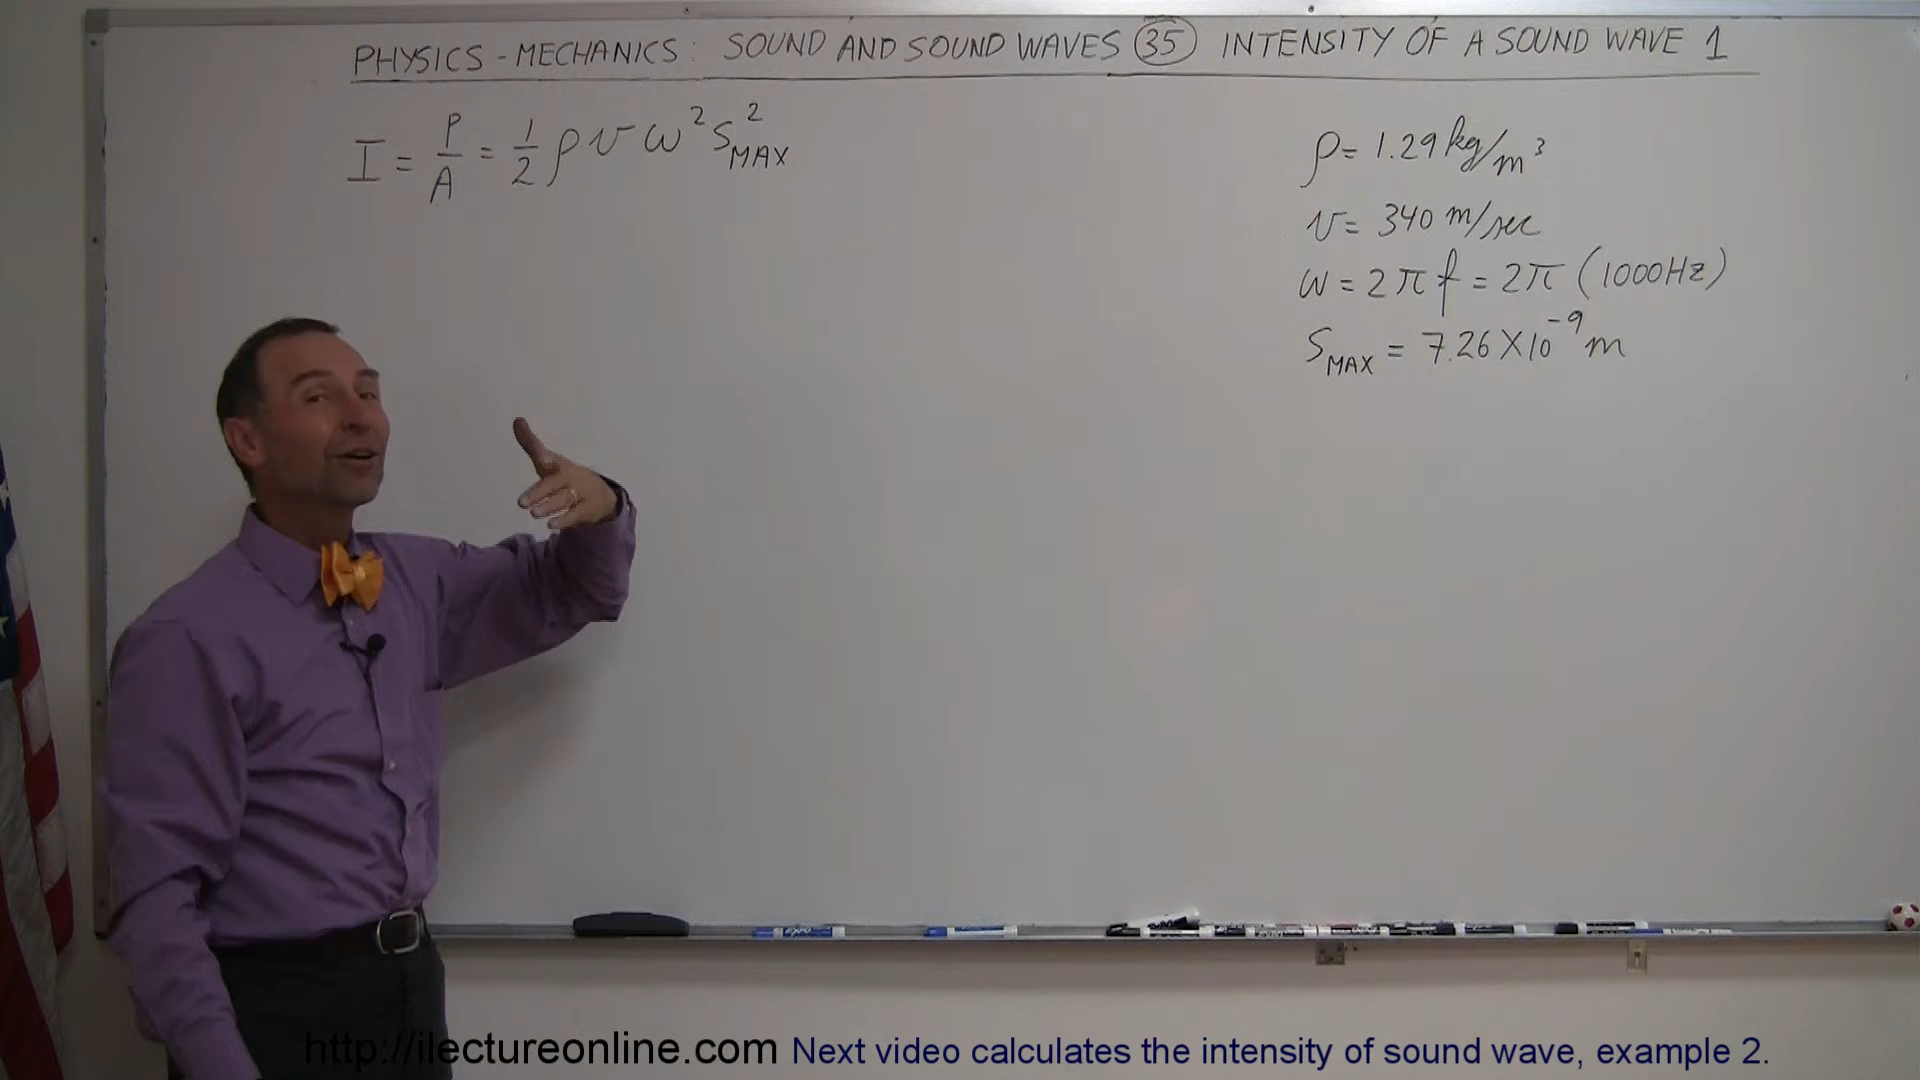 PHYSICS - MECHANICS: SOUND AND SOUND WAVES 35 INTENSITY OF A SOUND WAVE 1
I = P/A = 1/2 ρ v ω² S²MAX
ρ = 1.29 kg/m³
v = 340 m/sec
ω = 2πf = 2π (1000Hz)
SMAX = 7.26 X 10⁻⁹ m
EXPO
http://ilectureonline.com Next video calculates the intensity of sound wave, example 2.